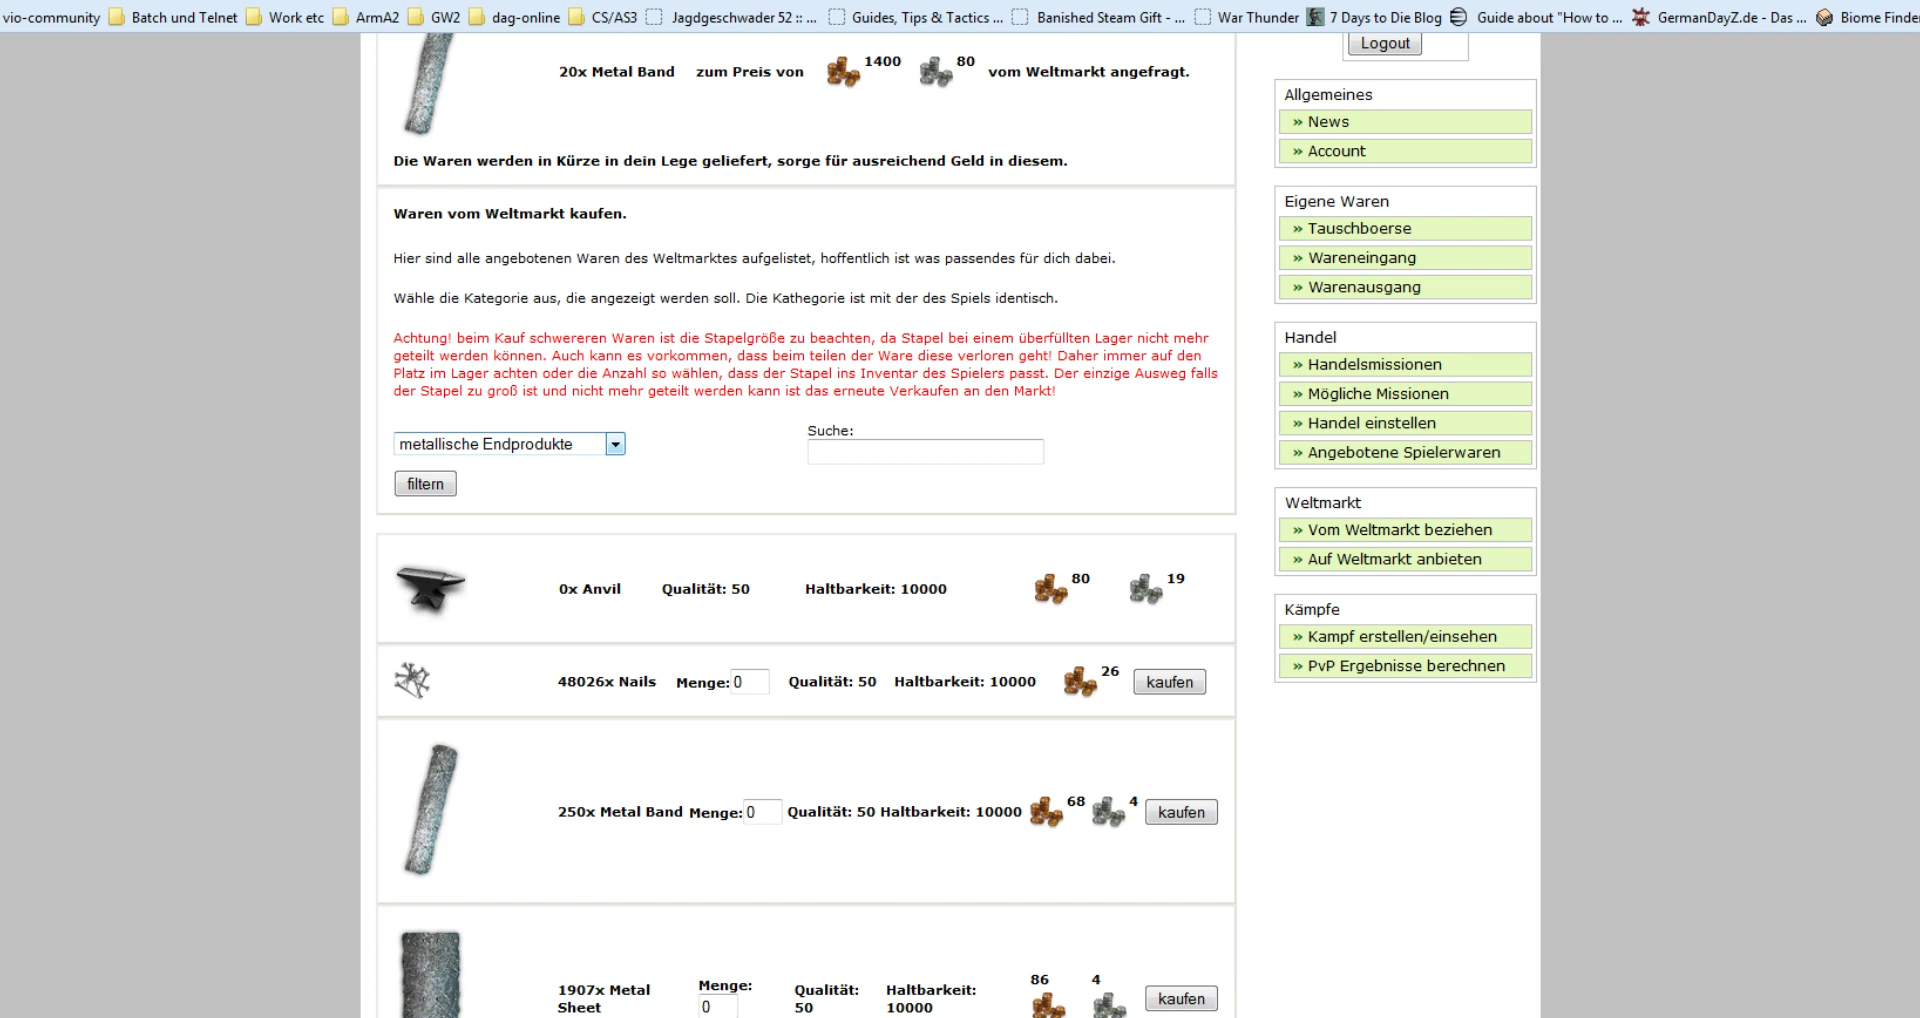 vio-community Batch und Telnet Work etc ArmA2 GW2 dag-online CS/AS3 Jagdgeschwader 52 :: ... Guides, Tips & Tactics ... Banished Steam Gift - ... War Thunder 7 Days to Die Blog Guide about "How to ... GermanDayZ.de - Das ... Biome Finde
Logout
20x Metal Band zum Preis von 1400 80 vom Weltmarkt angefragt.
Die Waren werden in Kürze in dein Lege geliefert, sorge für ausreichend Geld in diesem.
Waren vom Weltmarkt kaufen.
Hier sind alle angebotenen Waren des Weltmarktes aufgelistet, hoffentlich ist was passendes für dich dabei.
Wähle die Kategorie aus, die angezeigt werden soll. Die Kathegorie ist mit der des Spiels identisch.
Achtung! beim Kauf schwereren Waren ist die Stapelgröße zu beachten, da Stapel bei einem überfüllten Lager nicht mehr
geteilt werden können. Auch kann es vorkommen, dass beim teilen der Ware diese verloren geht! Daher immer auf den
Platz im Lager achten oder die Anzahl so wählen, dass der Stapel ins Inventar des Spielers passt. Der einzige Ausweg falls
der Stapel zu groß ist und nicht mehr geteilt werden kann ist das erneute Verkaufen an den Markt!
metallische Endprodukte
Suche:
filtern
0x Anvil Qualität: 50 Haltbarkeit: 10000 80 19
48026x Nails Menge: 0 Qualität: 50 Haltbarkeit: 10000 26 kaufen
250x Metal Band Menge: 0 Qualität: 50 Haltbarkeit: 10000 68 4 kaufen
1907x Metal
Sheet
Menge:
0
Qualität:
50
Haltbarkeit:
10000
86 4
kaufen
Allgemeines
» News
» Account
Eigene Waren
» Tauschboerse
» Wareneingang
» Warenausgang
Handel
» Handelsmissionen
» Mögliche Missionen
» Handel einstellen
» Angebotene Spielerwaren
Weltmarkt
» Vom Weltmarkt beziehen
» Auf Weltmarkt anbieten
Kämpfe
» Kampf erstellen/einsehen
» PvP Ergebnisse berechnen